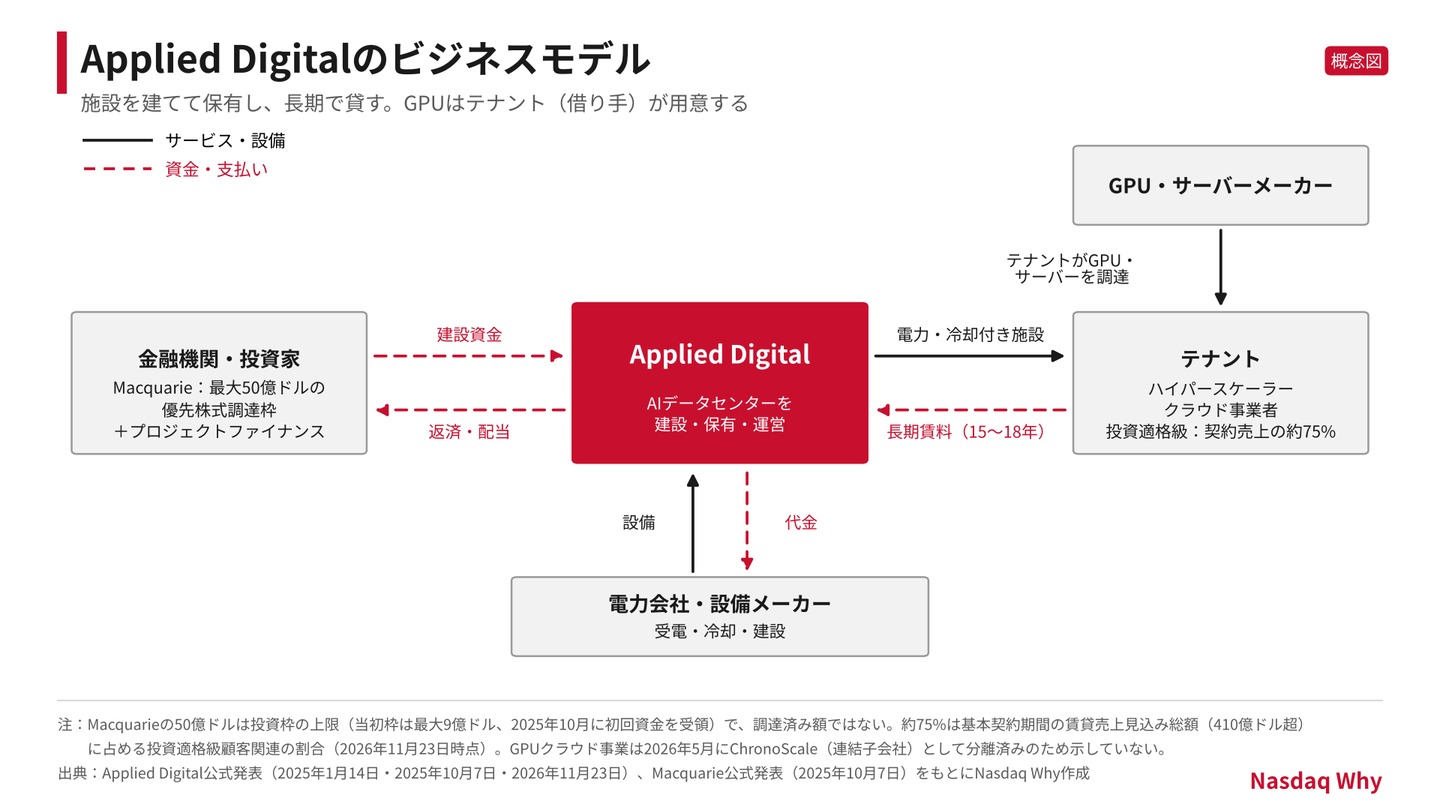 Applied Digitalのビジネスモデル
概念図
施設を建てて保有し、長期で貸す。GPUはテナント（借り手）が用意する
サービス・設備
資金・支払い
GPU・サーバーメーカー
テナントがGPU・
サーバーを調達
金融機関・投資家
Macquarie：最大50億ドルの
優先株式調達枠
＋プロジェクトファイナンス
建設資金
返済・配当
Applied Digital
AIデータセンターを
建設・保有・運営
電力・冷却付き施設
長期賃料（15〜18年）
テナント
ハイパースケーラー
クラウド事業者
投資適格級：契約売上の約75%
設備
代金
電力会社・設備メーカー
受電・冷却・建設
注：Macquarieの50億ドルは投資枠の上限（当初枠は最大9億ドル、2025年10月に初回資金を受領）で、調達済み額ではない。約75%は基本契約期間の賃貸売上見込み総額（410億ドル超）
に占める投資適格級顧客関連の割合（2026年11月23日時点）。GPUクラウド事業は2026年5月にChronoScale（連結子会社）として分離済みのため示していない。
出典：Applied Digital公式発表（2025年1月14日・2025年10月7日・2026年11月23日）、Macquarie公式発表（2025年10月7日）をもとにNasdaq Why作成
Nasdaq Why